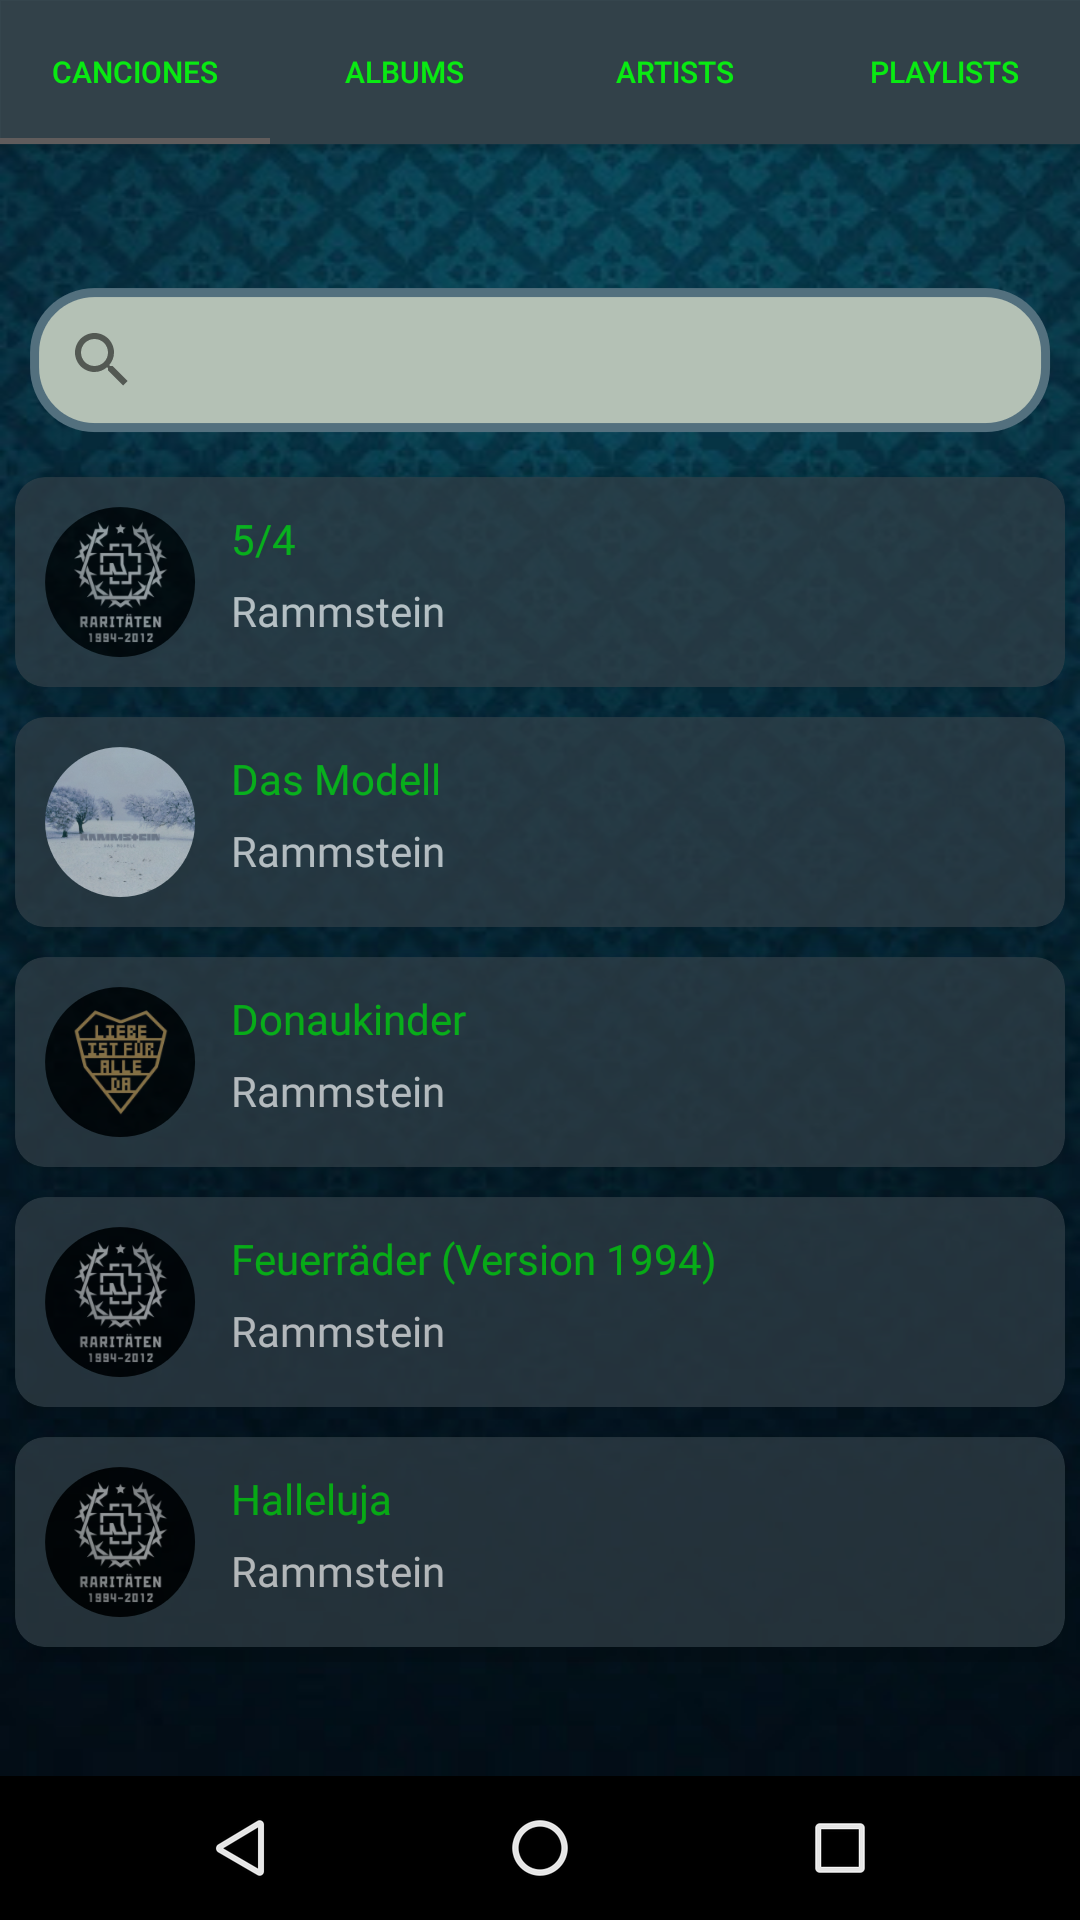 CANCIONES ALBUMS ARTISTS PLAYLISTS
5/4
Rammstein
RARITÄTEN
1994-2012
Das Modell
Rammstein
RAMMSTEIN
DAS MODELL
Donaukinder
Rammstein
LIEBE
IST FÜR
ALLE
DA
Feuerräder (Version 1994)
Rammstein
RARITÄTEN
1994-2012
Halleluja
Rammstein
RARITÄTEN
1994-2012